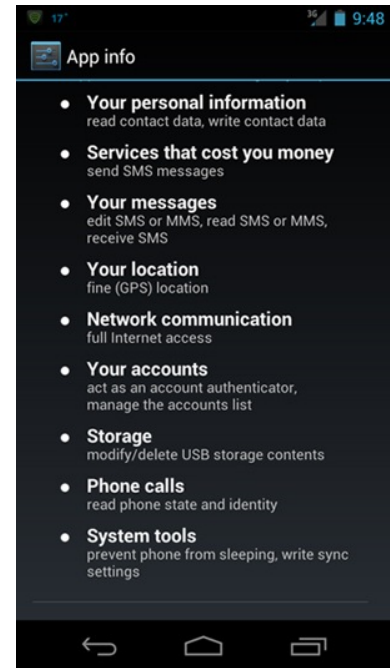 17°
3G
9:48
App info
Your personal information
read contact data, write contact data
Services that cost you money
send SMS messages
Your messages
edit SMS or MMS, read SMS or MMS,
receive SMS
Your location
fine (GPS) location
Network communication
full Internet access
Your accounts
act as an account authenticator,
manage the accounts list
Storage
modify/delete USB storage contents
Phone calls
read phone state and identity
System tools
prevent phone from sleeping, write sync
settings